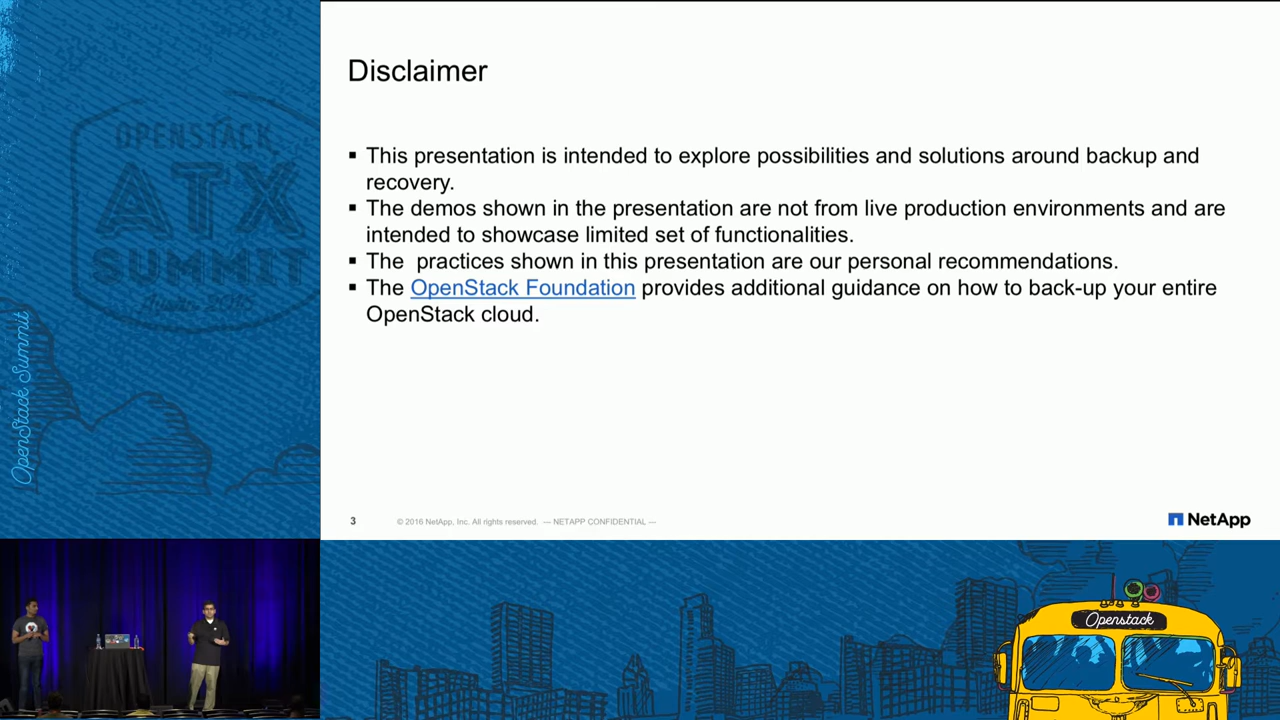 OPENSTACK
ATX
SUMMIT
OpenStack Summit
Disclaimer
▪ This presentation is intended to explore possibilities and solutions around backup and
recovery.
▪ The demos shown in the presentation are not from live production environments and are
intended to showcase limited set of functionalities.
▪ The  practices shown in this presentation are our personal recommendations.
▪ The OpenStack Foundation provides additional guidance on how to back-up your entire
OpenStack cloud.
3
© 2016 NetApp, Inc. All rights reserved. --- NETAPP CONFIDENTIAL ---
NetApp
Openstack